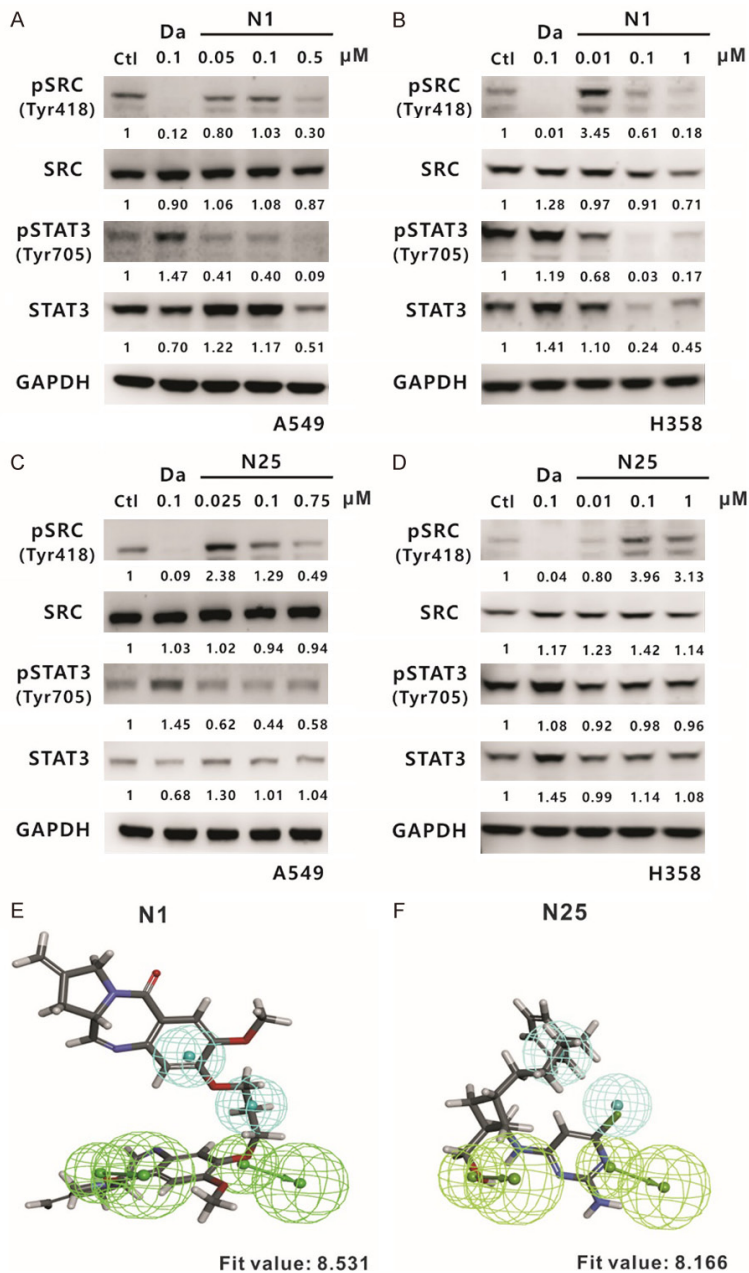 A
N1
Da
Ctl 0.1 0.05 0.1 0.5 μM
pSRC
(Tyr418)
1 0.12 0.80 1.03 0.30
SRC
1 0.90 1.06 1.08 0.87
pSTAT3
(Tyr705)
1 1.47 0.41 0.40 0.09
STAT3
1 0.70 1.22 1.17 0.51
GAPDH
A549
B
N1
Da
Ctl 0.1 0.01 0.1 1 μM
pSRC
(Tyr418)
1 0.01 3.45 0.61 0.18
SRC
1 1.28 0.97 0.91 0.71
pSTAT3
(Tyr705)
1 1.19 0.68 0.03 0.17
STAT3
1 1.41 1.10 0.24 0.45
GAPDH
H358
C
N25
Da
Ctl 0.1 0.025 0.1 0.75 μM
pSRC
(Tyr418)
1 0.09 2.38 1.29 0.49
SRC
1 1.03 1.02 0.94 0.94
pSTAT3
(Tyr705)
1 1.45 0.62 0.44 0.58
STAT3
1 0.68 1.30 1.01 1.04
GAPDH
A549
D
N25
Da
Ctl 0.1 0.01 0.1 1 μM
pSRC
(Tyr418)
1 0.04 0.80 3.96 3.13
SRC
1 1.17 1.23 1.42 1.14
pSTAT3
(Tyr705)
1 1.08 0.92 0.98 0.96
STAT3
1 1.45 0.99 1.14 1.08
GAPDH
H358
E
N1
Fit value: 8.531
F
N25
Fit value: 8.166